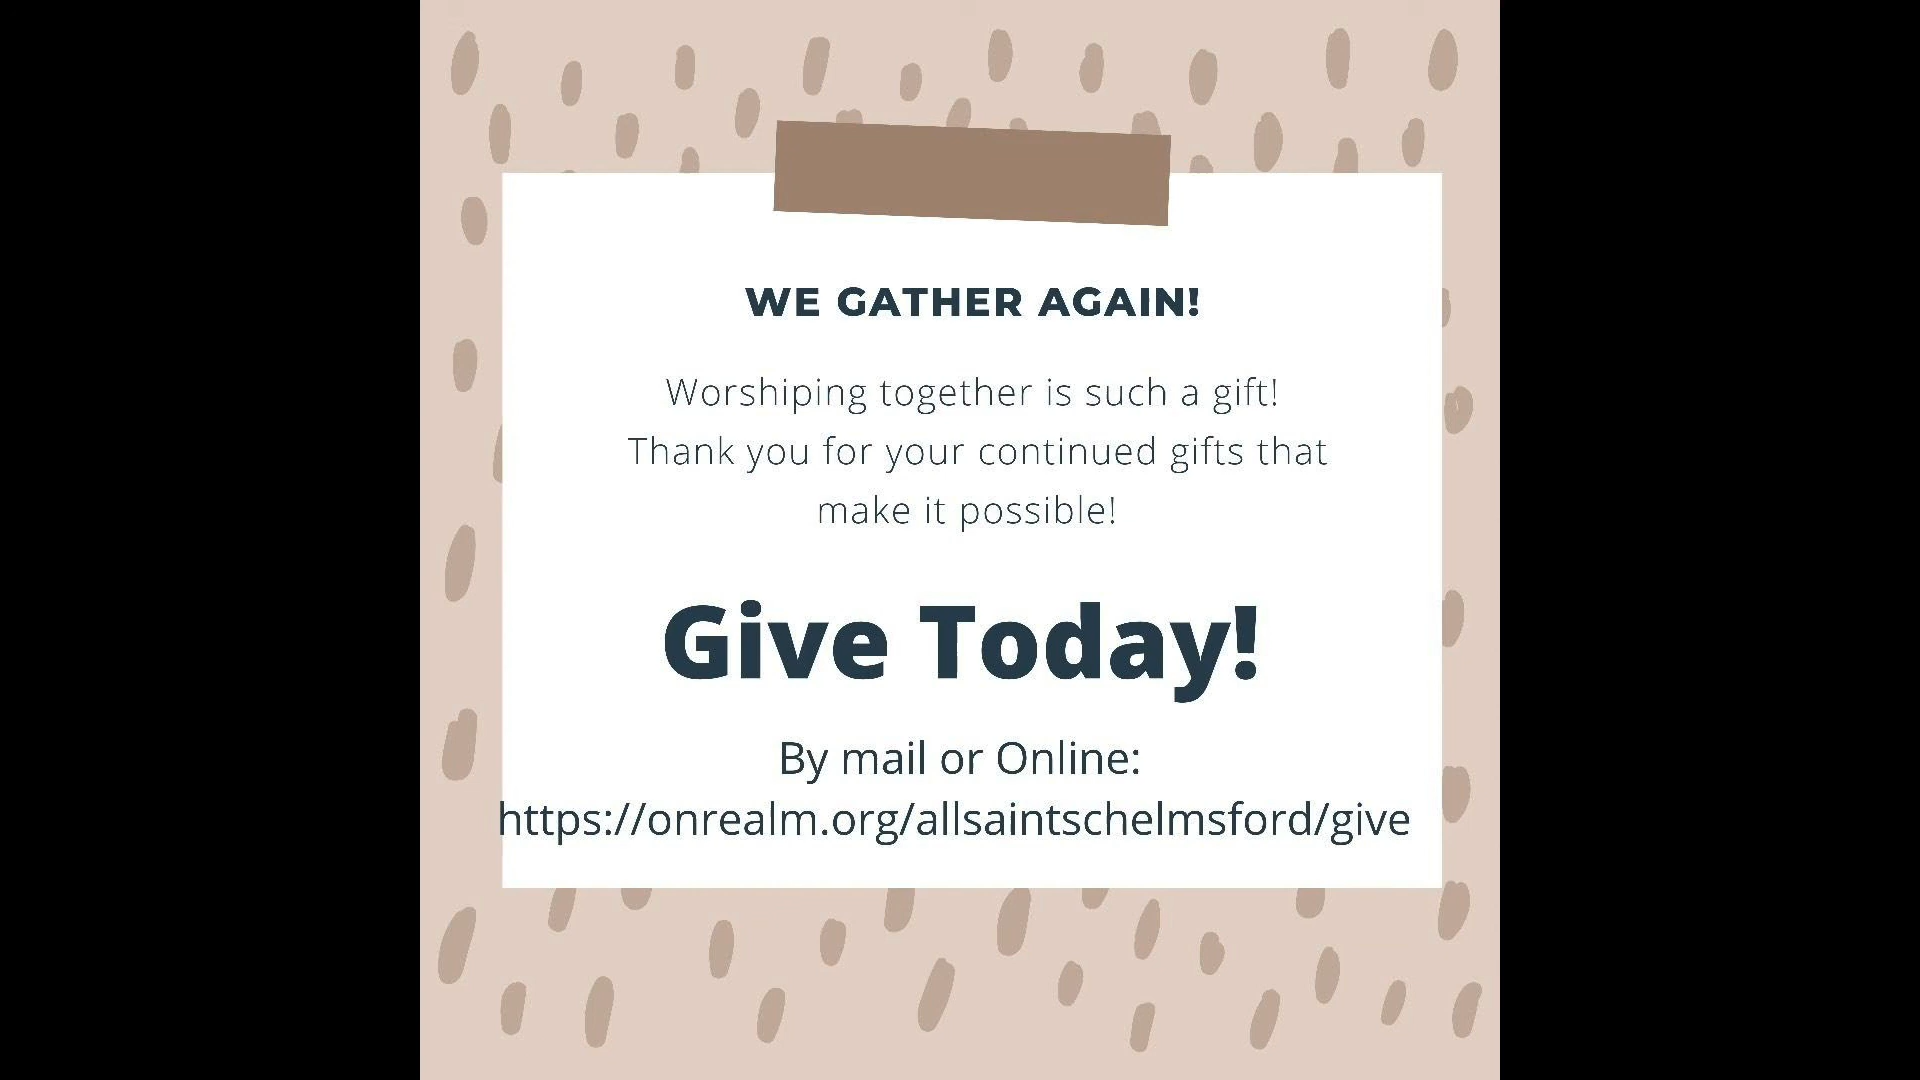 WE GATHER AGAIN!
Worshiping together is such a gift!
Thank you for your continued gifts that
make it possible!
Give Today!
By mail or Online:
https://onrealm.org/allsaintschelmsford/give